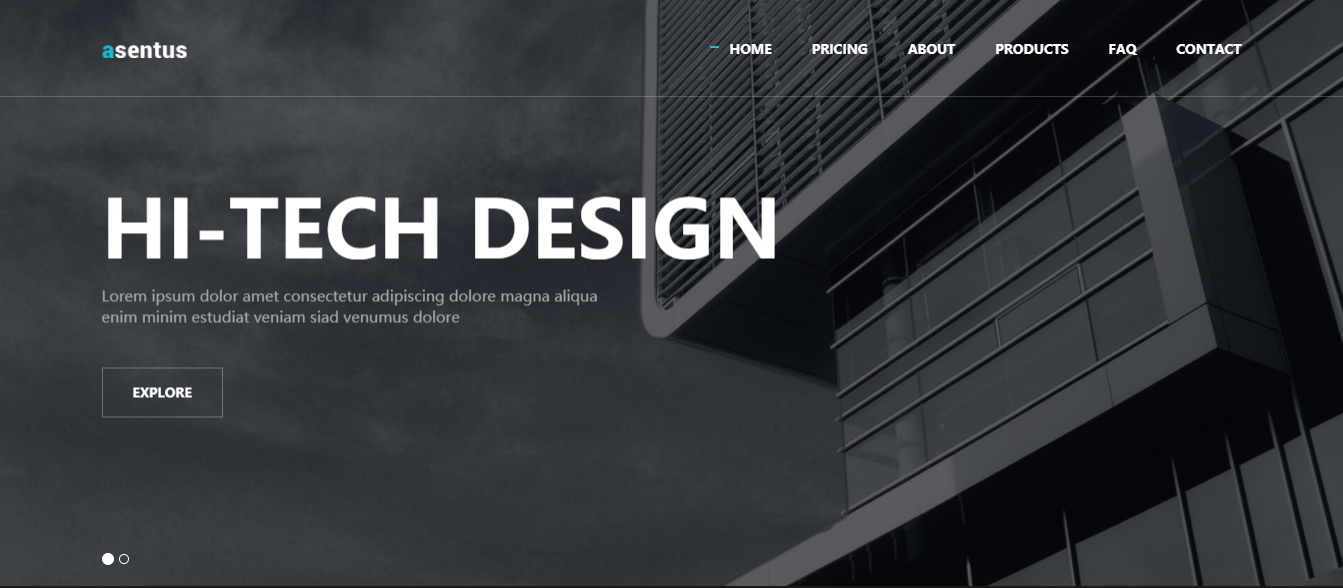 asentus
HOME PRICING ABOUT PRODUCTS FAQ CONTACT
HI-TECH DESIGN
Lorem ipsum dolor amet consectetur adipiscing dolore magna aliqua
enim minim estudiat veniam siad venumus dolore
EXPLORE